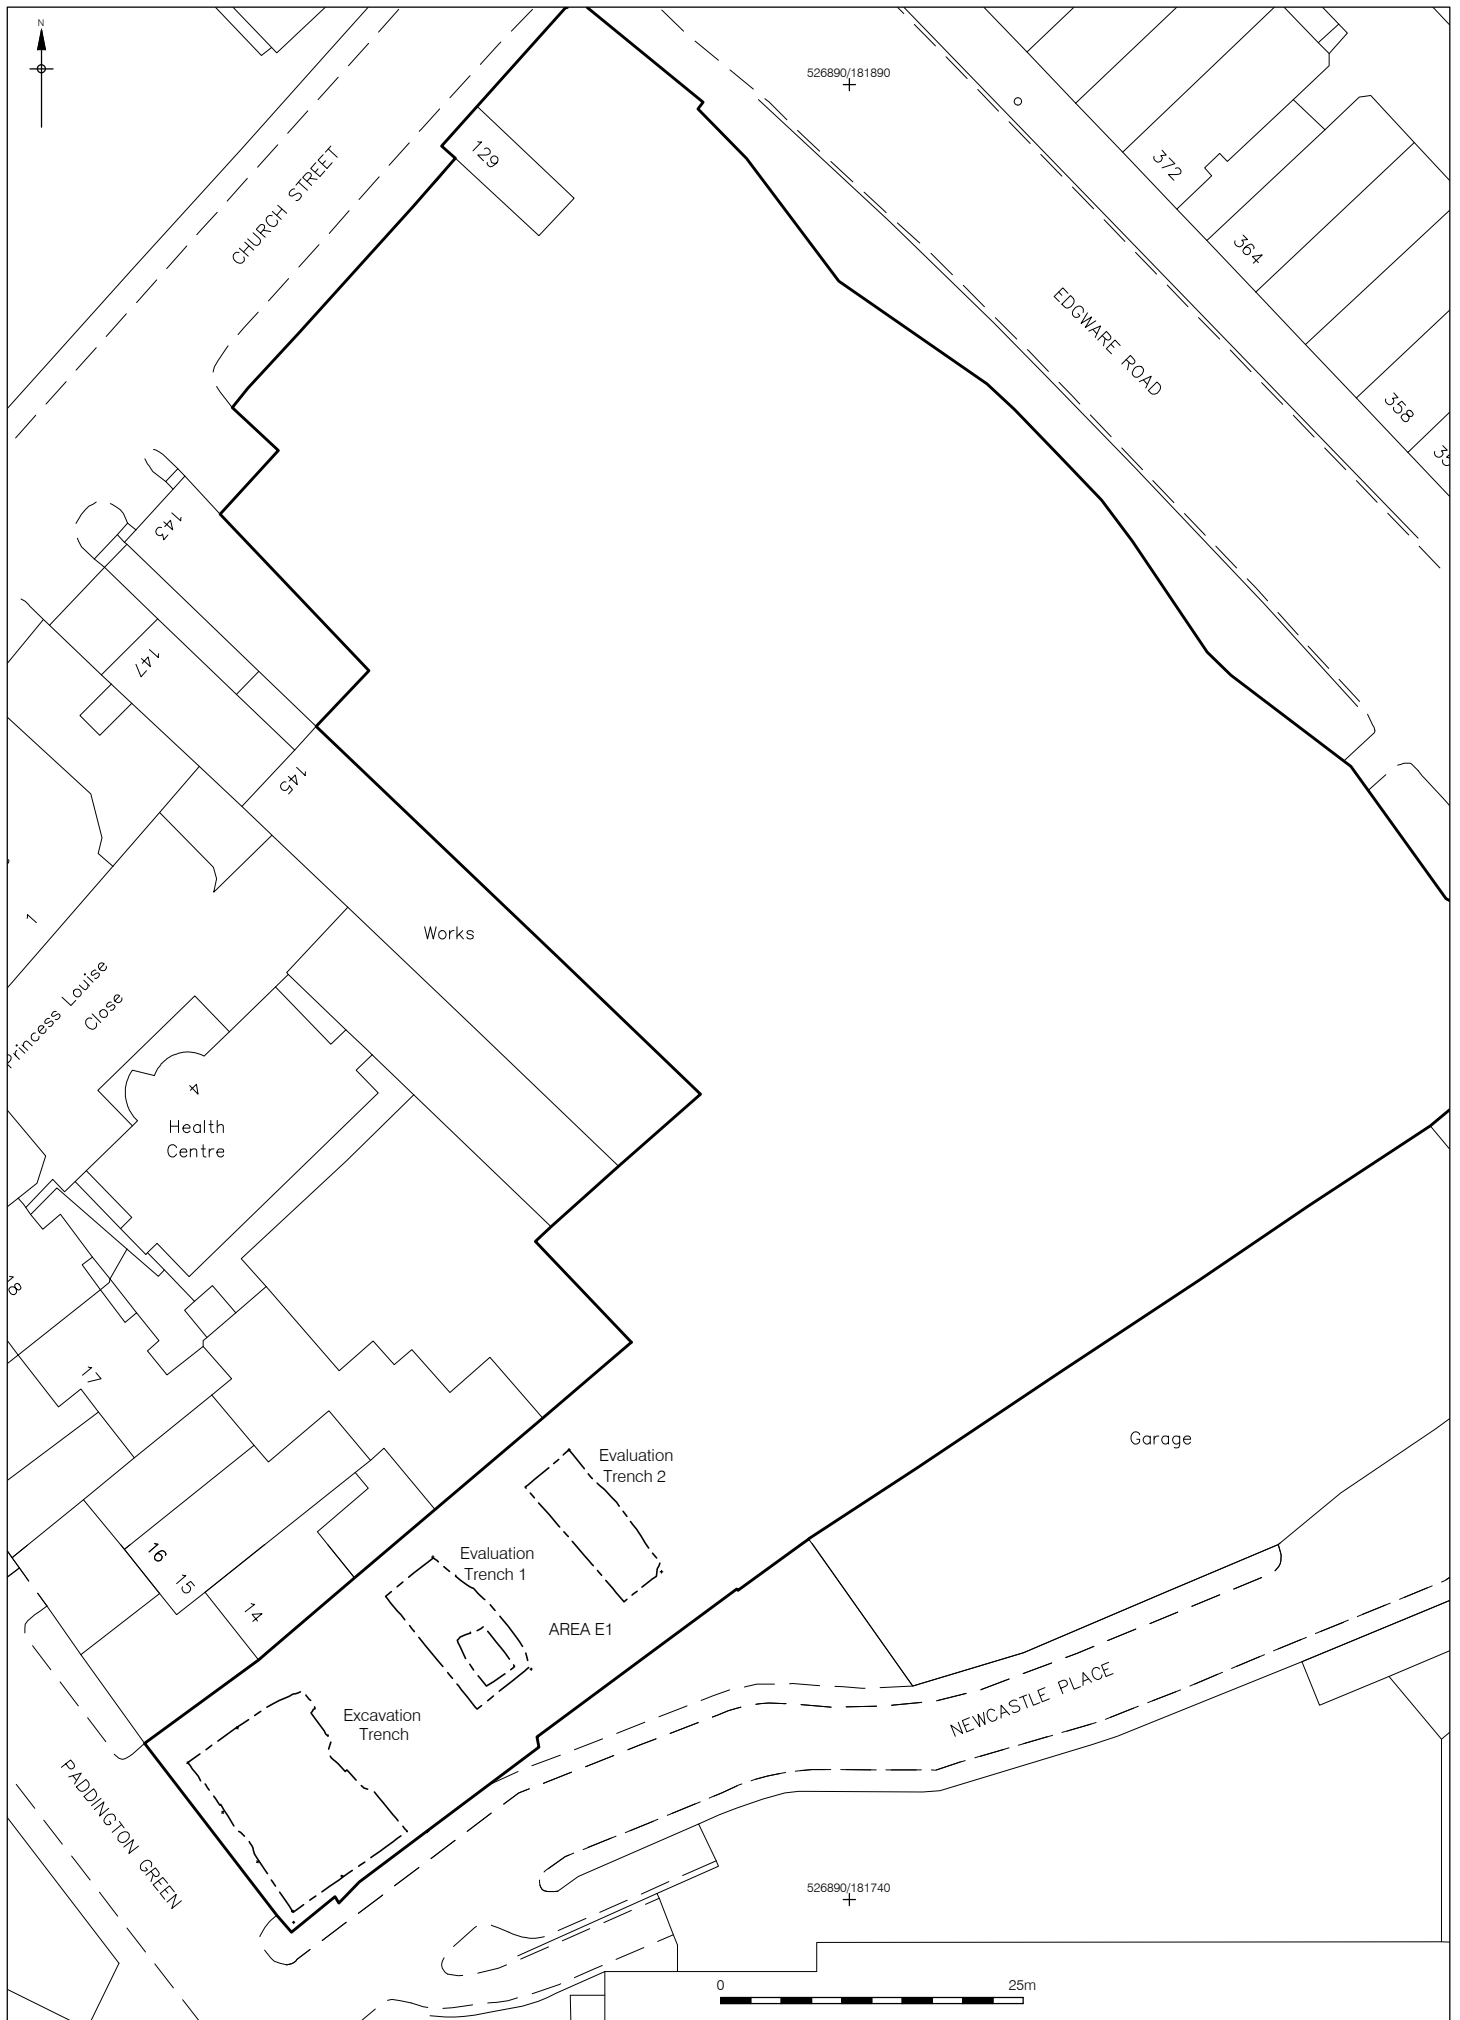 N
526890/181890
129
CHURCH STREET
372
364
EDGWARE ROAD
358
35
143
147
145
1
Works
Princess Louise
Close
4
Health
Centre
18
17
Garage
Evaluation
Trench 2
16
15
14
Evaluation
Trench 1
AREA E1
Excavation
Trench
NEWCASTLE PLACE
PADDINGTON GREEN
526890/181740
0 25m